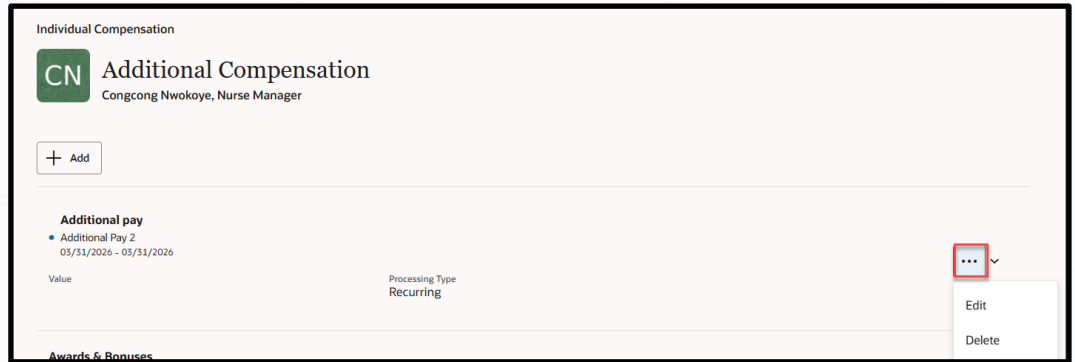 Individual Compensation
CN
Additional Compensation
Congcong Nwokoye, Nurse Manager
+ Add
Additional pay
• Additional Pay 2
03/31/2026 - 03/31/2026
...
Value
Processing Type
Recurring
Edit
Delete
Awards & Bonuses